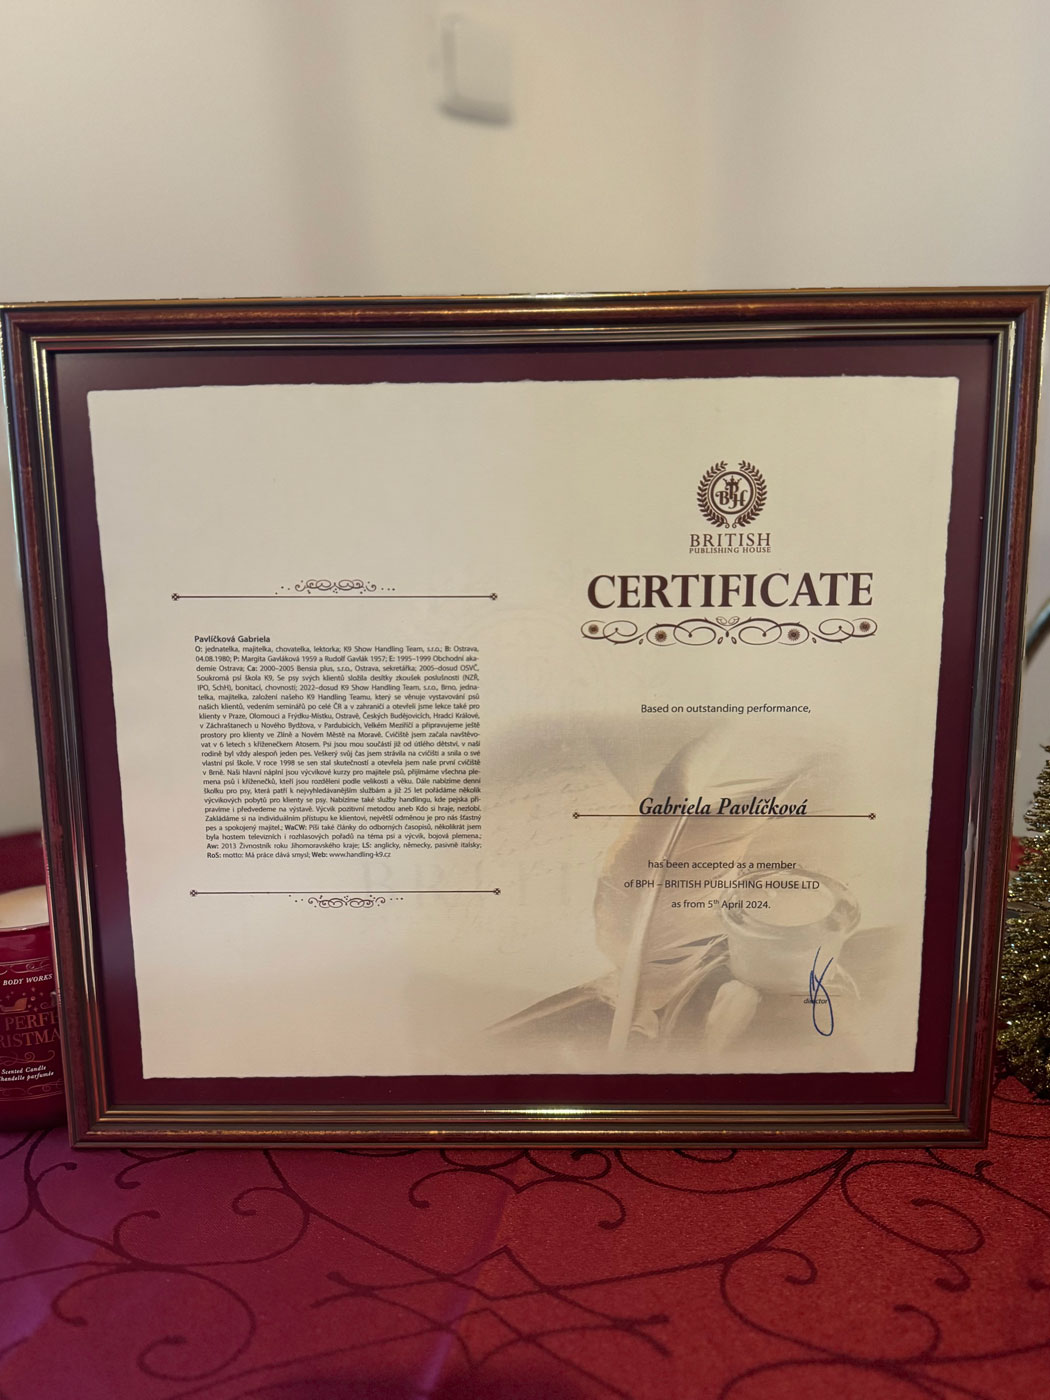 Pavlíčková Gabriela
O: jednatelka, majitelka, chovatelka, lektorka; K9 Show Handling Team, s.r.o.; B: Ostrava,
04.08.1980; P: Margita Gavláková 1959 a Rudolf Gavlák 1957; E: 1995–1999 Obchodní aka-
demie Ostrava; Ca: 2000–2005 Bensia plus, s.r.o., Ostrava, sekretářka; 2005–dosud OSVČ,
Soukromá psí škola K9, Se psy svých klientů složila desítky zkoušek poslušnosti (NZŘ,
IPO, SchH), bonitací, chovností; 2022–dosud K9 Show Handling Team, s.r.o., Brno, jedna-
telka, majitelka, založení našeho K9 Handling Teamu, který se věnuje vystavování psů
našich klientů, vedením seminářů po celé ČR a v zahraničí a otevřeli jsme lekce také pro
klienty v Praze, Olomouci a Frýdku-Místku, Ostravě, Českých Budějovicích, Hradci Králové,
v Záchraštanech u Nového Bydžova, v Pardubicích, Velkém Meziříčí a připravujeme ještě
prostory pro klienty ve Zlíně a Novém Městě na Moravě. Cvičiště jsem začala navštěvo-
vat v 6 letech s kříženečkem Atosem. Psi jsou mou součástí již od útlého dětství, v naší
rodině byl vždy alespoň jeden pes. Veškerý svůj čas jsem strávila na cvičišti a snila o své
vlastní psí škole. V roce 1998 se sen stal skutečností a otevřela jsem naše první cvičiště
v Brně. Naší hlavní náplní jsou výcvikové kurzy pro majitele psů, přijímáme všechna ple-
mena psů i kříženečků, kteří jsou rozděleni podle velikosti a věku. Dále nabízíme denní
školku pro psy, která patří k nejvyhledávanějším službám a již 25 let pořádáme několik
výcvikových pobytů pro klienty se psy. Nabízíme také služby handlingu, kde pejska při-
pravíme i předvedeme na výstavě. Výcvik pozitivní metodou aneb Kdo si hraje, nezlobí.
Zakládáme si na individuálním přístupu ke klientovi, největší odměnou je pro nás šťastný
pes a spokojený majitel.; WaCW: Píši také články do odborných časopisů, několikrát jsem
byla hostem televizních i rozhlasových pořadů na téma psi a výcvik, bojová plemena.;
Aw: 2013 Živnostník roku Jihomoravského kraje; LS: anglicky, německy, pasivně italsky;
RoS: motto: Má práce dává smysl; Web: www.handling-k9.cz
BPH
BRITISH
PUBLISHING HOUSE
CERTIFICATE
Based on outstanding performance,
Gabriela Pavlíčková
has been accepted as a member
of BPH – BRITISH PUBLISHING HOUSE LTD
as from 5th April 2024.
director
BODY WORKS
PERF
RISTMA
Scented Candle
handelle parfumée